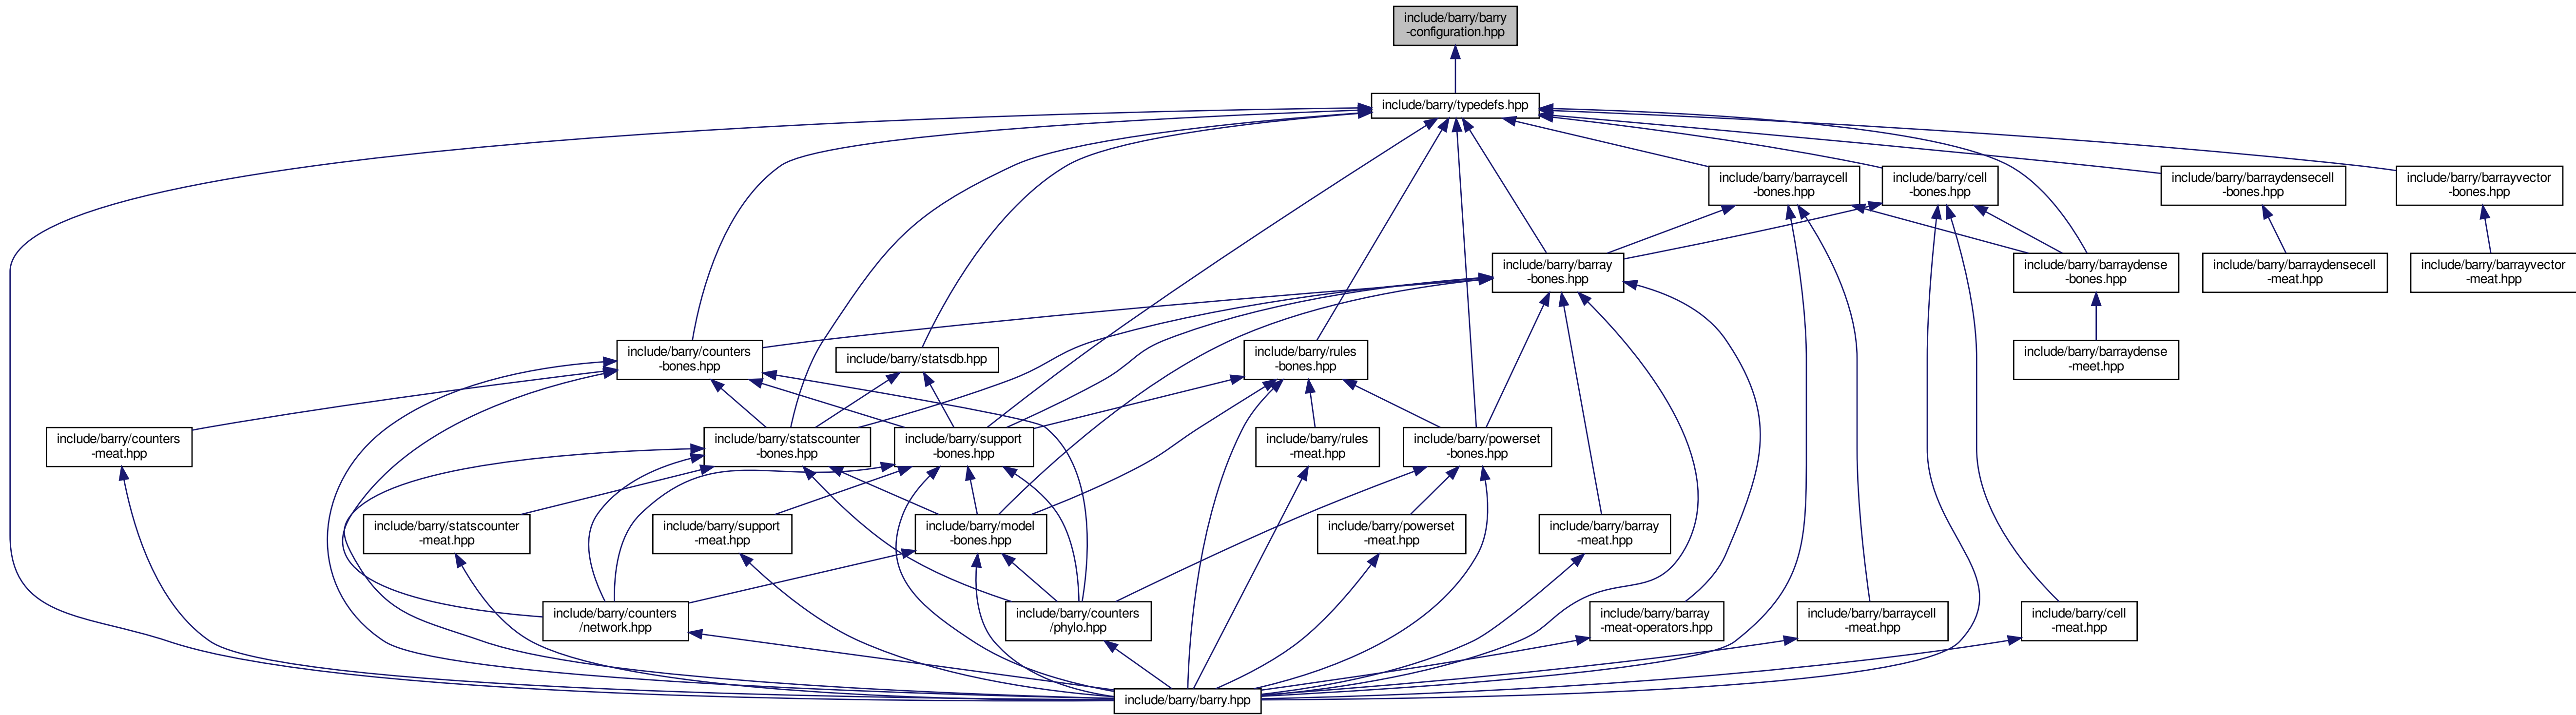 include/barry/barry
-configuration.hpp
include/barry/typedefs.hpp
include/barry/barraycell
-bones.hpp
include/barry/cell
-bones.hpp
include/barry/barraydensecell
-bones.hpp
include/barry/barrayvector
-bones.hpp
include/barry/barray
-bones.hpp
include/barry/barraydense
-bones.hpp
include/barry/barraydensecell
-meat.hpp
include/barry/barrayvector
-meat.hpp
include/barry/counters
-bones.hpp
include/barry/statsdb.hpp
include/barry/rules
-bones.hpp
include/barry/barraydense
-meet.hpp
include/barry/counters
-meat.hpp
include/barry/statscounter
-bones.hpp
include/barry/support
-bones.hpp
include/barry/rules
-meat.hpp
include/barry/powerset
-bones.hpp
include/barry/statscounter
-meat.hpp
include/barry/support
-meat.hpp
include/barry/model
-bones.hpp
include/barry/powerset
-meat.hpp
include/barry/barray
-meat.hpp
include/barry/counters
/network.hpp
include/barry/counters
/phylo.hpp
include/barry/barray
-meat-operators.hpp
include/barry/barraycell
-meat.hpp
include/barry/cell
-meat.hpp
include/barry/barry.hpp